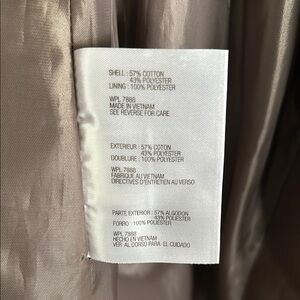 SHELL : 57% COTTON
43% POLYESTER
LINING : 100% POLYESTER
WPL 7888
MADE IN VIETNAM
SEE REVERSE FOR CARE
EXTERIEUR : 57% COTON
43% POLYESTER
DOUBLURE : 100% POLYESTER
WPL 7888
FABRIQUE AU VIETNAM
DIRECTIVES D'ENTRETIEN AU VERSO
PARTE EXTERIOR : 57% ALGODON
43% POLIESTER
FORRO : 100% POLIESTER
WPL 7888
HECHO EN VIETNAM
VER AL DORSO PARA EL CUIDADO